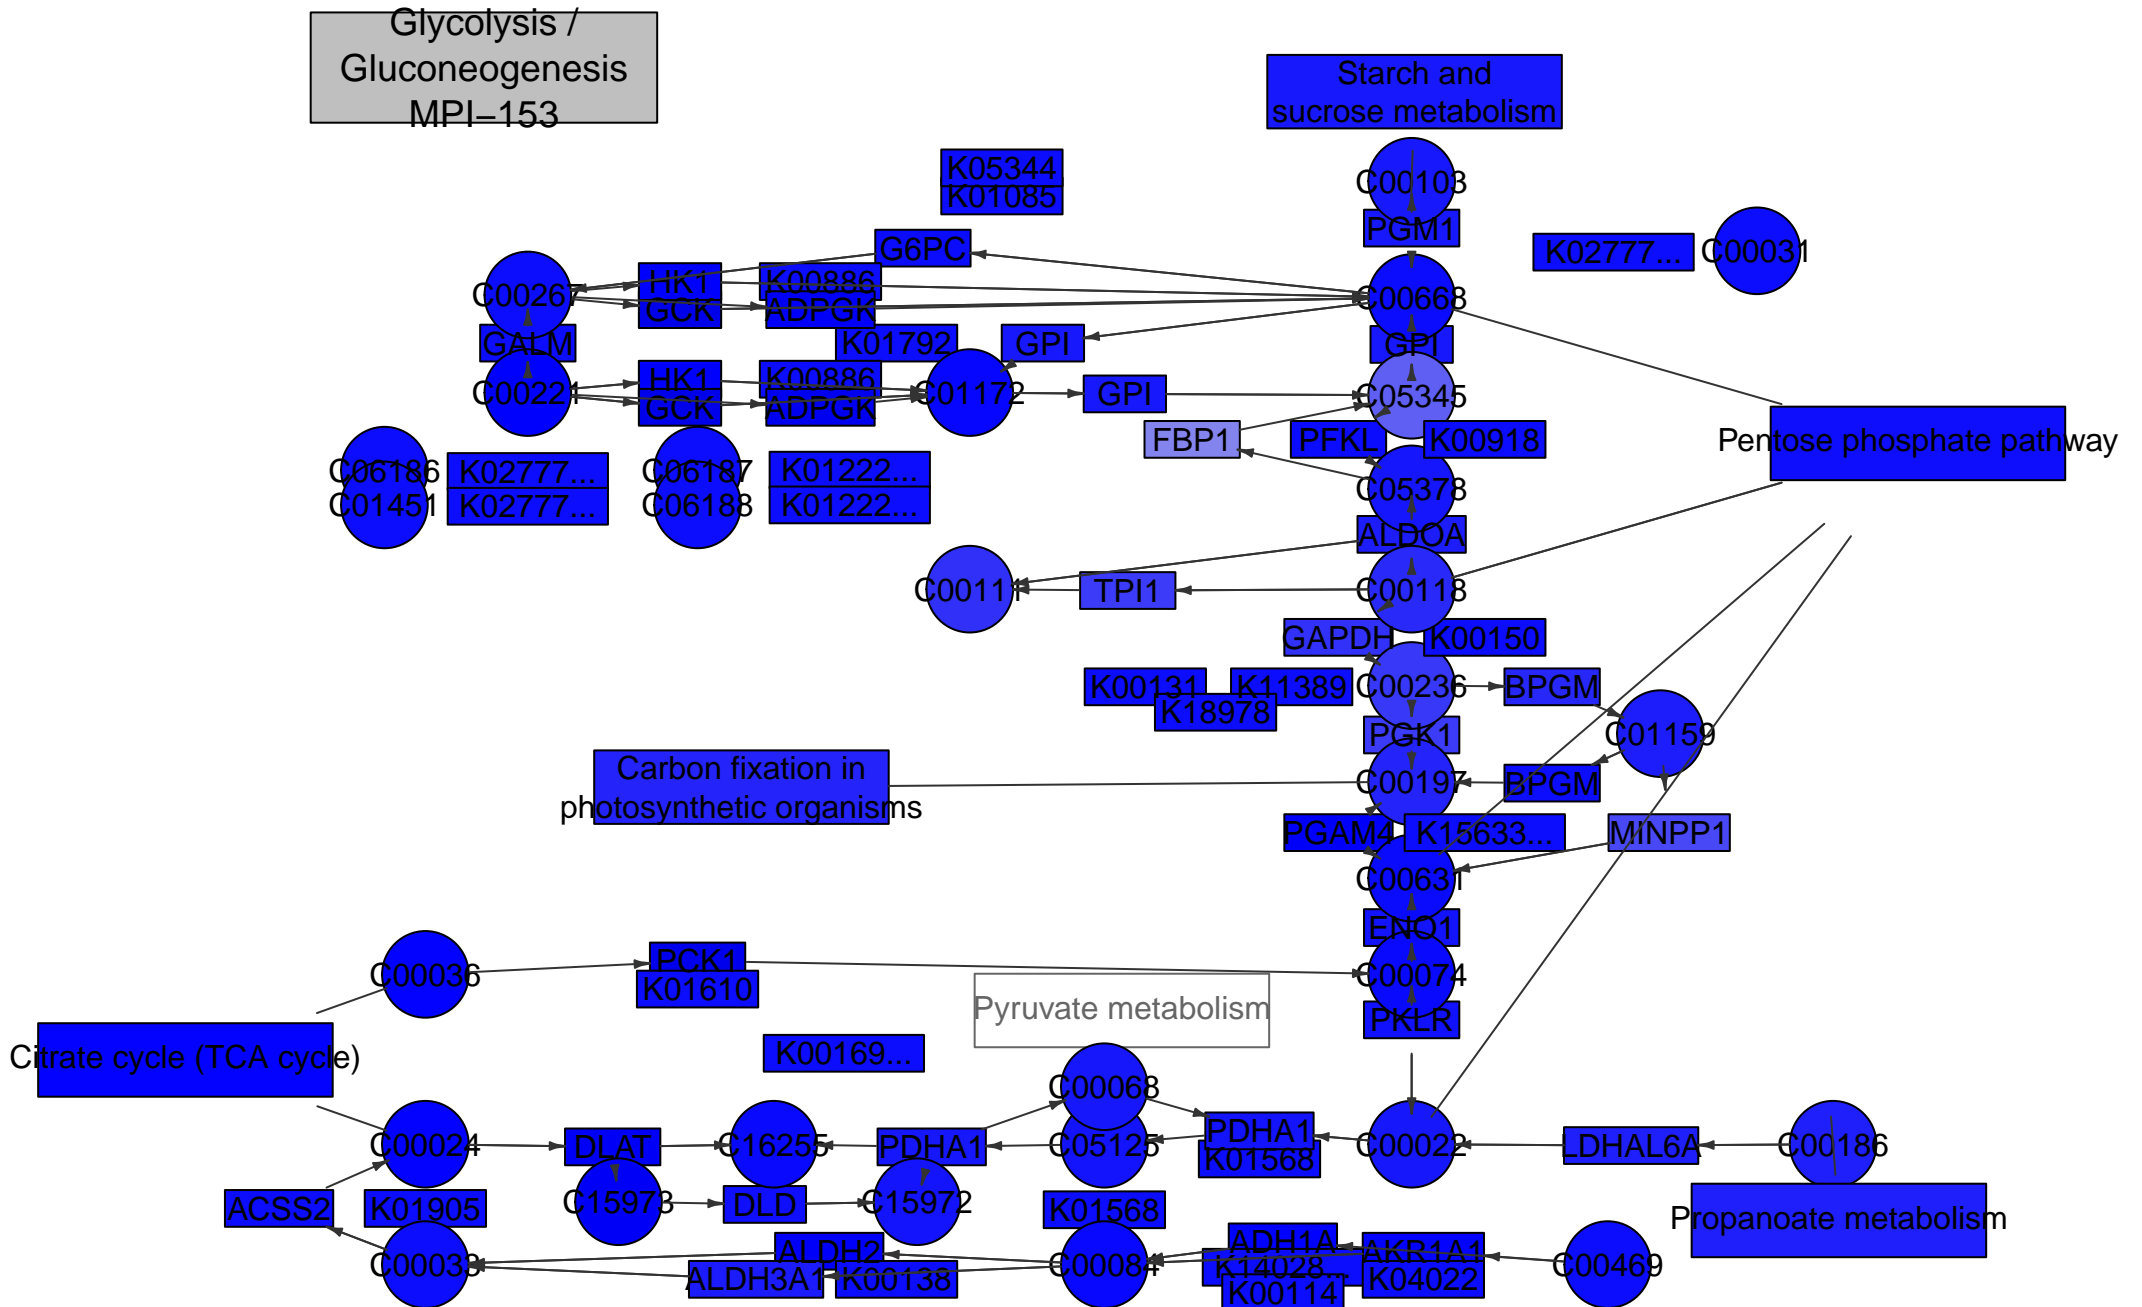 Glycolysis /
Gluconeogenesis
MPI–153
Starch and
sucrose metabolism
K05344
K01085
C00103
PGM1
G6PC
K02777...
C00031
C00267
HK1
K00886
C00668
GCK
ADPGK
GALM
K01792
GPI
GPI
C00221
HK1
K00886
C01172
GPI
C05345
GCK
ADPGK
FBP1
PFKL
K00918
Pentose phosphate pathway
C06186
K02777...
C06187
K01222...
C05378
C01451
K02777...
C06188
K01222...
ALDOA
C00111
TPI1
C00118
GAPDH
K00150
K00131
K11389
C00236
BPGM
K18978
PGK1
C01159
Carbon fixation in
photosynthetic organisms
C00197
BPGM
PGAM4
K15633...
MINPP1
C00631
ENO1
C00036
PCK1
C00074
K01610
Pyruvate metabolism
PKLR
Citrate cycle (TCA cycle)
K00169...
C00068
C00024
DLAT
C16255
PDHA1
C05125
PDHA1
K01568
C00022
LDHAL6A
C00186
ACSS2
K01905
C15973
DLD
C15972
K01568
Propanoate metabolism
C00033
ALDH2
C00084
ADH1A
AKR1A1
C00469
ALDH3A1
K00138
K14028...
K04022
K00114